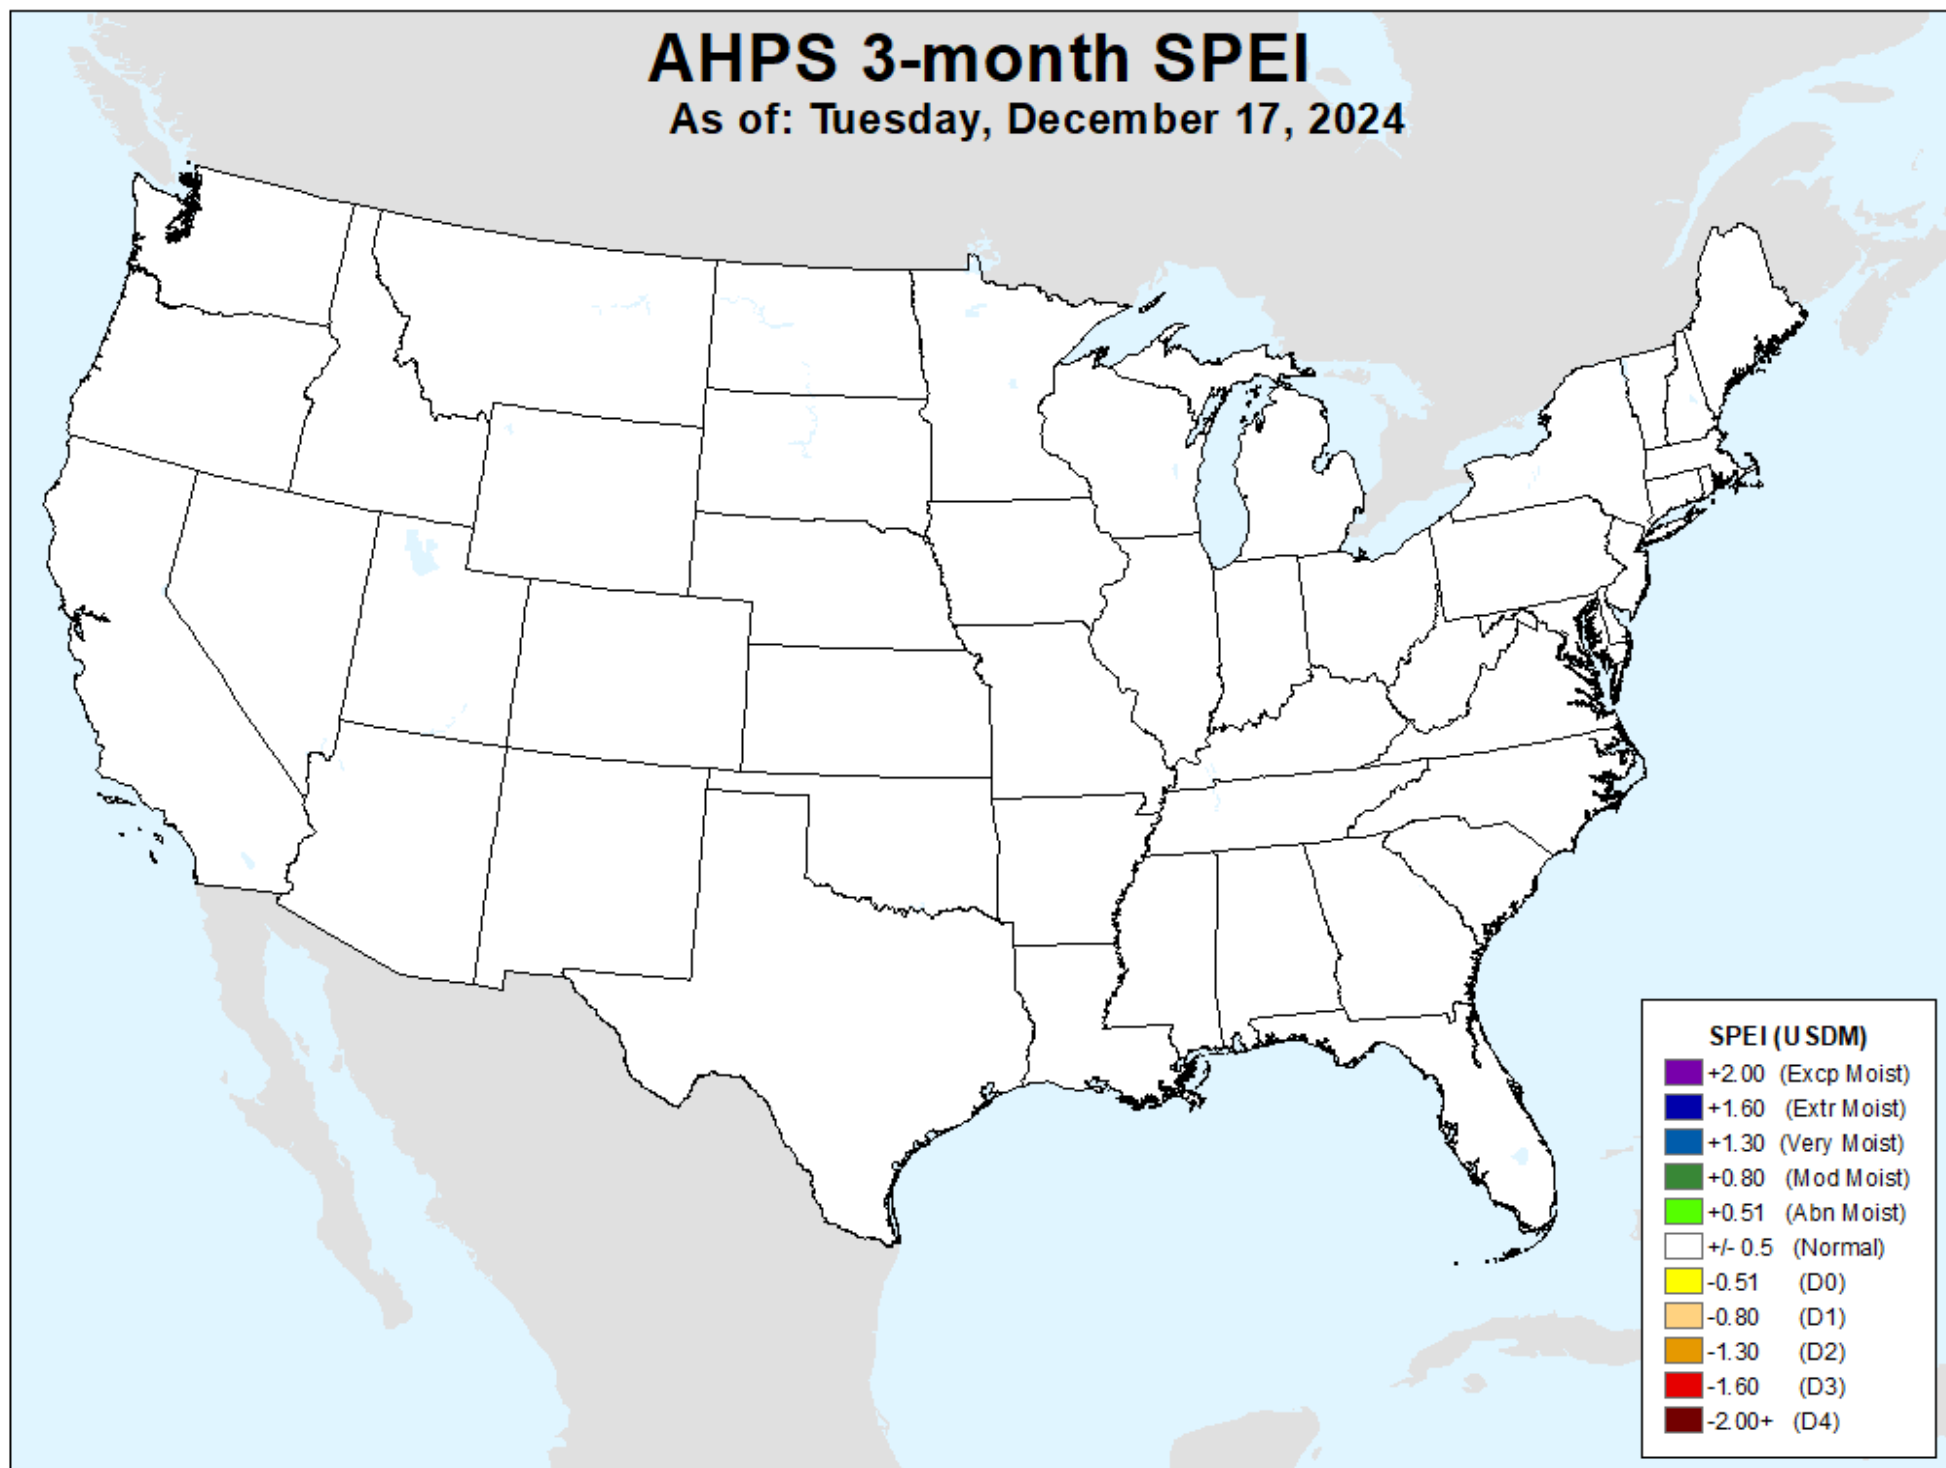 AHPS 3-month SPEI
As of: Tuesday, December 17, 2024
SPEI (USDM)
+2.00 (Excp Moist)
+1.60 (Extr Moist)
+1.30 (Very Moist)
+0.80 (Mod Moist)
+0.51 (Abn Moist)
+/- 0.5 (Normal)
-0.51 (D0)
-0.80 (D1)
-1.30 (D2)
-1.60 (D3)
-2.00+ (D4)